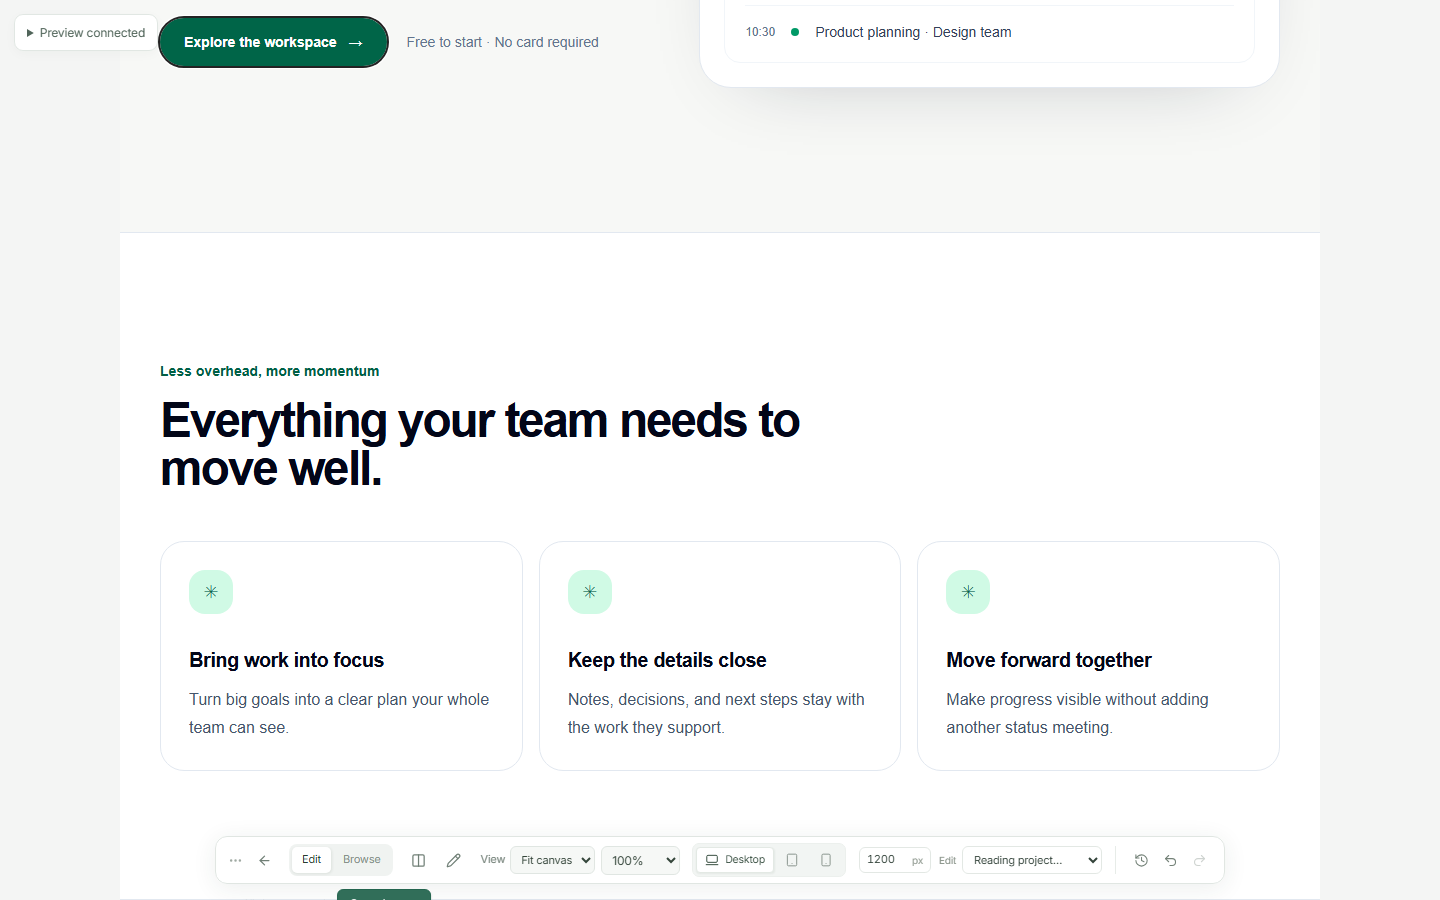 Preview connected
Explore the workspace →
Free to start · No card required
10:30 Product planning · Design team
Less overhead, more momentum
Everything your team needs to
move well.
Bring work into focus
Turn big goals into a clear plan your whole
team can see.
Keep the details close
Notes, decisions, and next steps stay with
the work they support.
Move forward together
Make progress visible without adding
another status meeting.
Edit Browse View Fit canvas 100% Desktop 1200 px Edit Reading project...